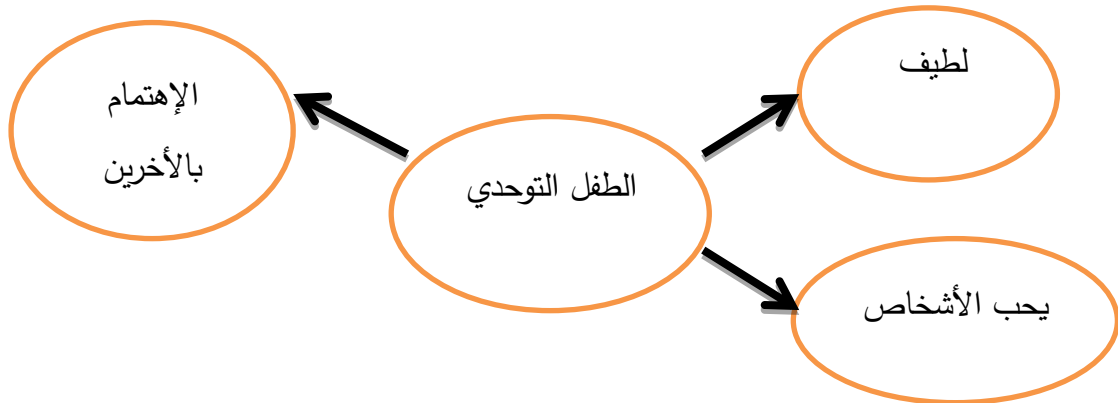 لطيف
الإهتمام
بالأخرين
الطفل التوحدي
يحب الأشخاص